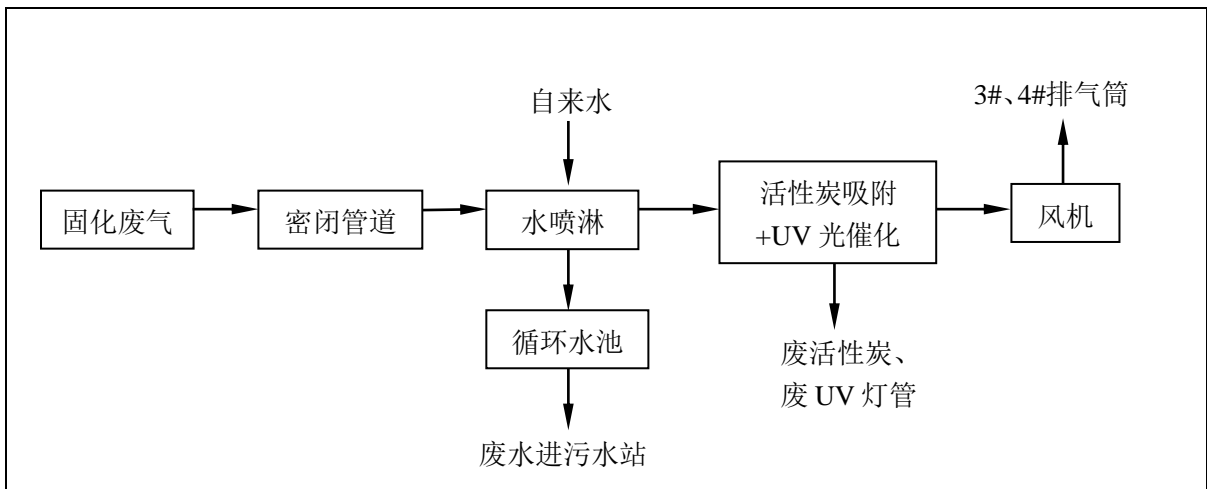 自来水
3#、4#排气筒
固化废气
密闭管道
水喷淋
活性炭吸附
+UV 光催化
风机
循环水池
废活性炭、
废 UV 灯管
废水进污水站